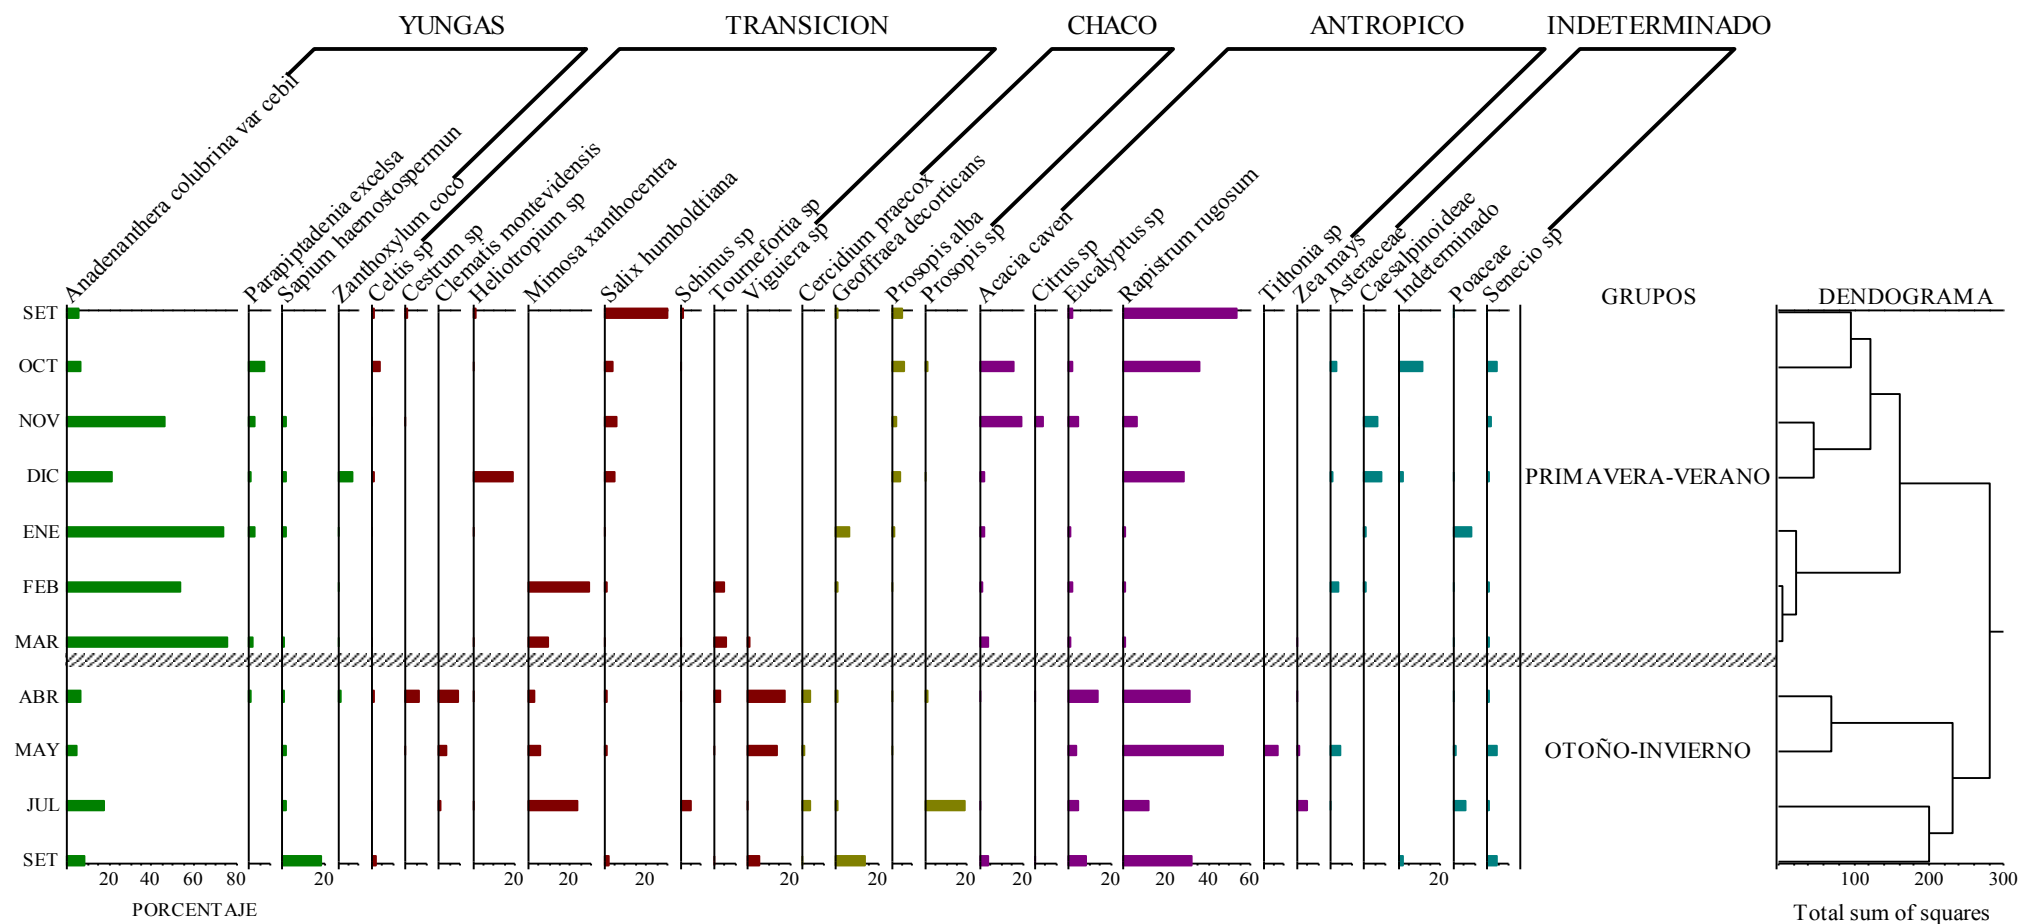 YUNGAS TRANSICION CHACO ANTROPICO INDETERMINADO
Anadenanthera colubrina var cebil
Parapiptadenia excelsa
Sapium haemostospermun
Zanthoxylum coco
Celtis sp
Cestrum sp
Clematis montevidensis
Heliotropium sp
Mimosa xanthocentra
Salix humboldtiana
Schinus sp
Tournefortia sp
Viguiera sp
Cercidium praecox
Geoffraea decorticans
Prosopis alba
Prosopis sp
Acacia caven
Citrus sp
Eucalyptus sp
Rapistrum rugosum
Tithonia sp
Zea mays
Asteraceae
Caesalpinoideae
Indeterminado
Poaceae
Senecio sp
GRUPOS DENDOGRAMA
SET
OCT
NOV
DIC PRIMAVERA-VERANO
ENE
FEB
MAR
ABR
MAY OTOÑO-INVIERNO
JUL
SET
20 40 60 80 20 20 20 20 20 20 20 20 20 40 60 20 100 200 300
PORCENTAJE Total sum of squares